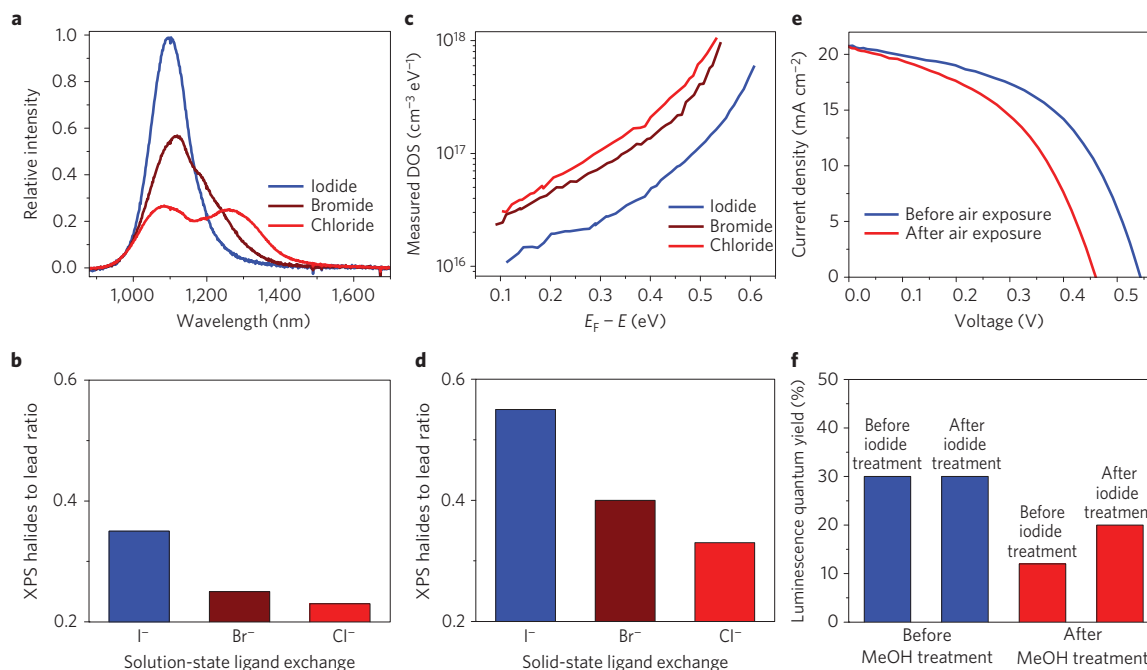 a
1.0
0.8
0.6
0.4
0.2
0.0
Relative intensity
Iodide
Bromide
Chloride
1,000
1,200
1,400
1,600
Wavelength (nm)
c
10¹⁸
10¹⁷
10¹⁶
Measured DOS (cm⁻³ eV⁻¹)
Iodide
Bromide
Chloride
0.1
0.2
0.3
0.4
0.5
0.6
E_F – E (eV)
e
20
15
10
5
0
Current density (mA cm⁻²)
Before air exposure
After air exposure
0.0
0.1
0.2
0.3
0.4
0.5
Voltage (V)
b
0.6
0.4
0.2
XPS halides to lead ratio
I⁻
Br⁻
Cl⁻
Solution-state ligand exchange
d
0.6
0.4
0.2
XPS halides to lead ratio
I⁻
Br⁻
Cl⁻
Solid-state ligand exchange
f
50
40
30
20
10
0
Luminescence quantum yield (%)
Before
iodide
treatment
After
iodide
treatment
Before
iodide
treatment
After
iodide
treatment
Before
MeOH treatment
After
MeOH treatment